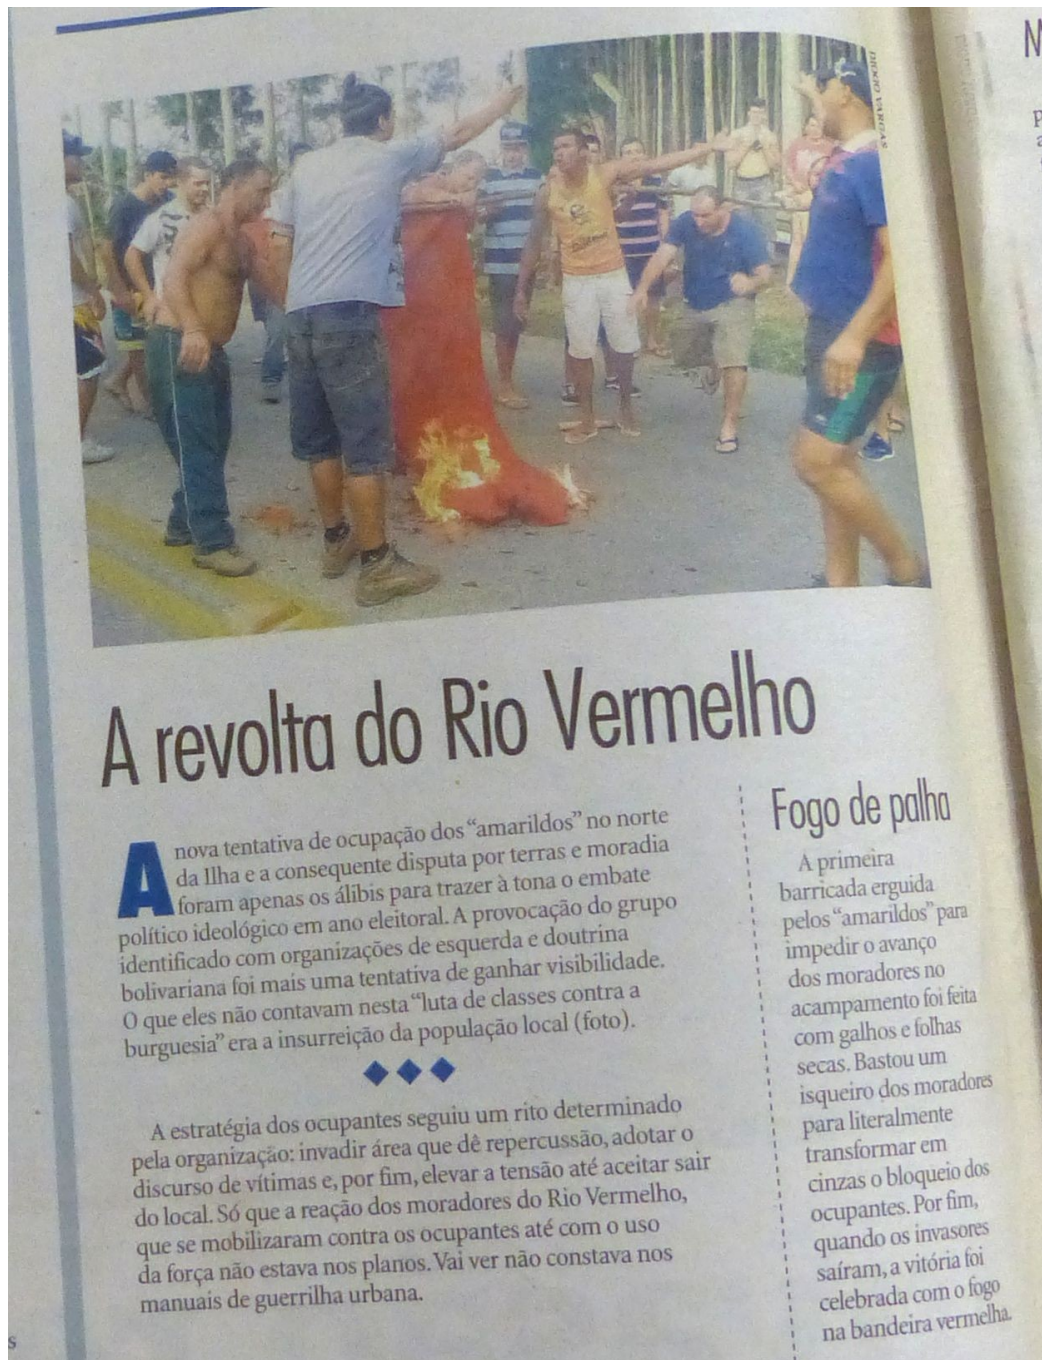 DIEGO VARGAS
A revolta do Rio Vermelho
A nova tentativa de ocupação dos “amarildos” no norte
da Ilha e a consequente disputa por terras e moradia
foram apenas os álibis para trazer à tona o embate
político ideológico em ano eleitoral. A provocação do grupo
identificado com organizações de esquerda e doutrina
bolivariana foi mais uma tentativa de ganhar visibilidade.
O que eles não contavam nesta “luta de classes contra a
burguesia” era a insurreição da população local (foto).
A estratégia dos ocupantes seguiu um rito determinado
pela organização: invadir área que dê repercussão, adotar o
discurso de vítimas e, por fim, elevar a tensão até aceitar sair
do local. Só que a reação dos moradores do Rio Vermelho,
que se mobilizaram contra os ocupantes até com o uso
da força não estava nos planos. Vai ver não constava nos
manuais de guerrilha urbana.
Fogo de palha
A primeira
barricada erguida
pelos “amarildos” para
impedir o avanço
dos moradores no
acampamento foi feita
com galhos e folhas
secas. Bastou um
isqueiro dos moradores
para literalmente
transformar em
cinzas o bloqueio dos
ocupantes. Por fim,
quando os invasores
saíram, a vitória foi
celebrada com o fogo
na bandeira vermelha.